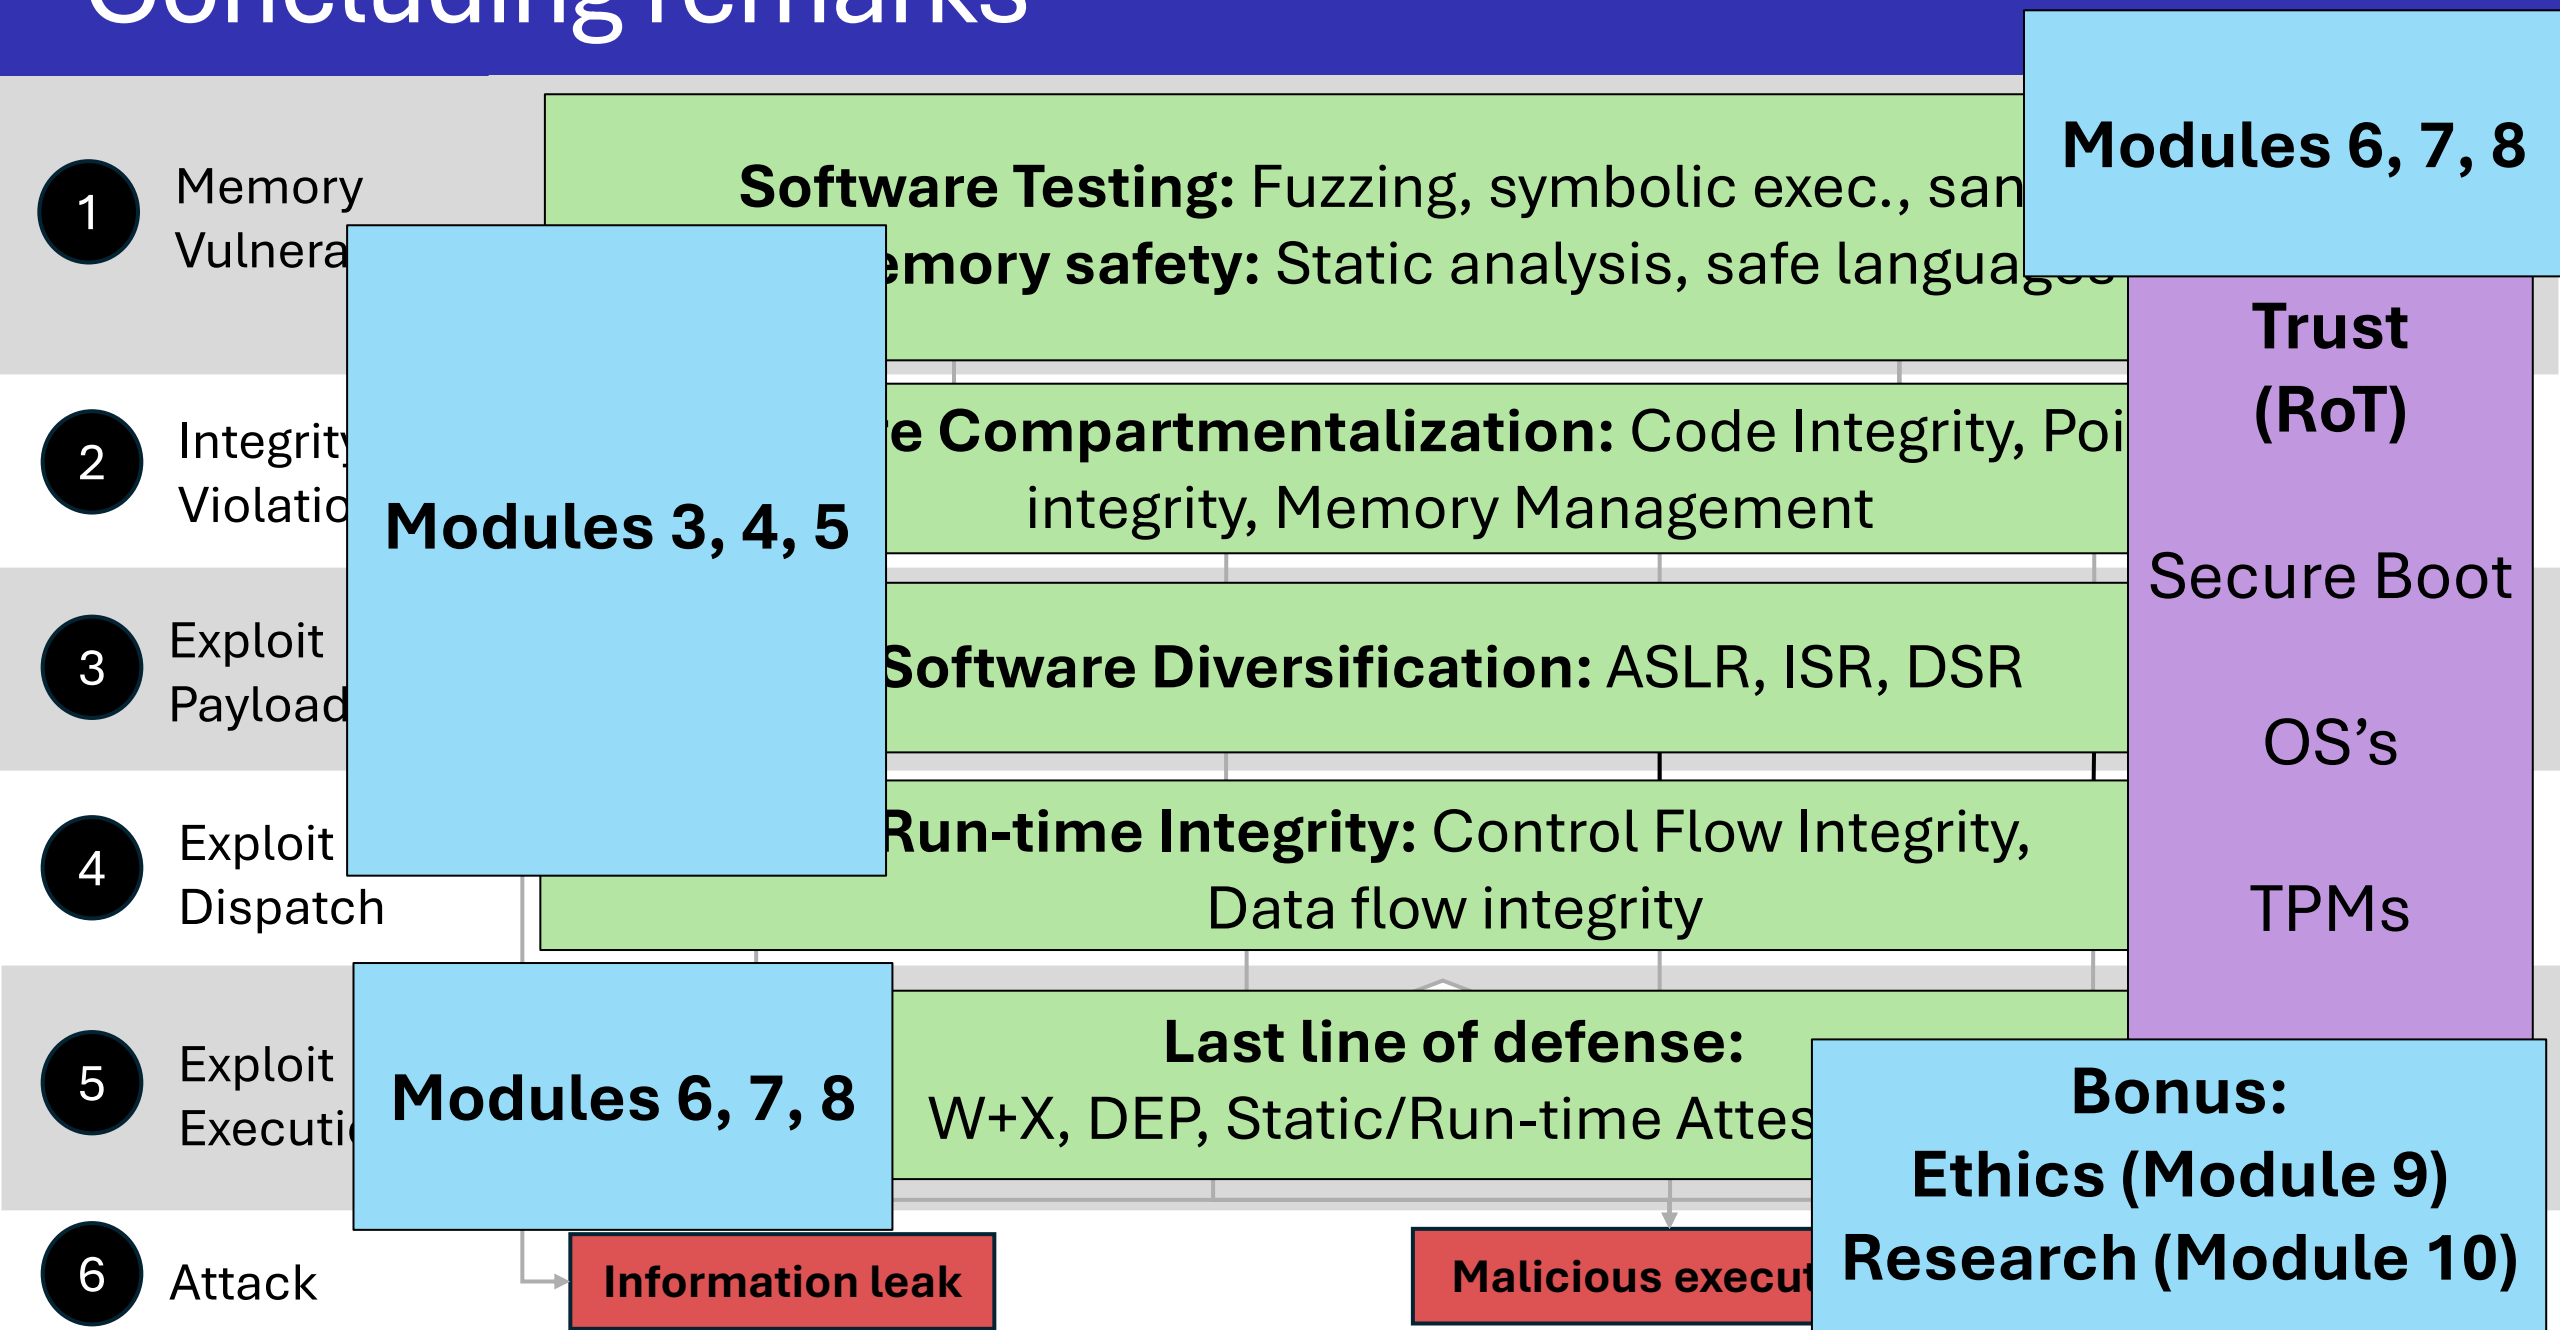 Concluding remarks
Modules 6, 7, 8
1
Memory
Vulnera
Software Testing: Fuzzing, symbolic exec., san
emory safety: Static analysis, safe languages
Modules 3, 4, 5
Trust
(RoT)
Secure Boot
OS’s
TPMs
2
Integrity
Violatio
e Compartmentalization: Code Integrity, Poi
integrity, Memory Management
3
Exploit
Payload
Software Diversification: ASLR, ISR, DSR
4
Exploit
Dispatch
Run-time Integrity: Control Flow Integrity,
Data flow integrity
5
Exploit
Executi
Modules 6, 7, 8
Last line of defense:
W+X, DEP, Static/Run-time Attes
Bonus:
Ethics (Module 9)
Research (Module 10)
6
Attack
Information leak
Malicious execut